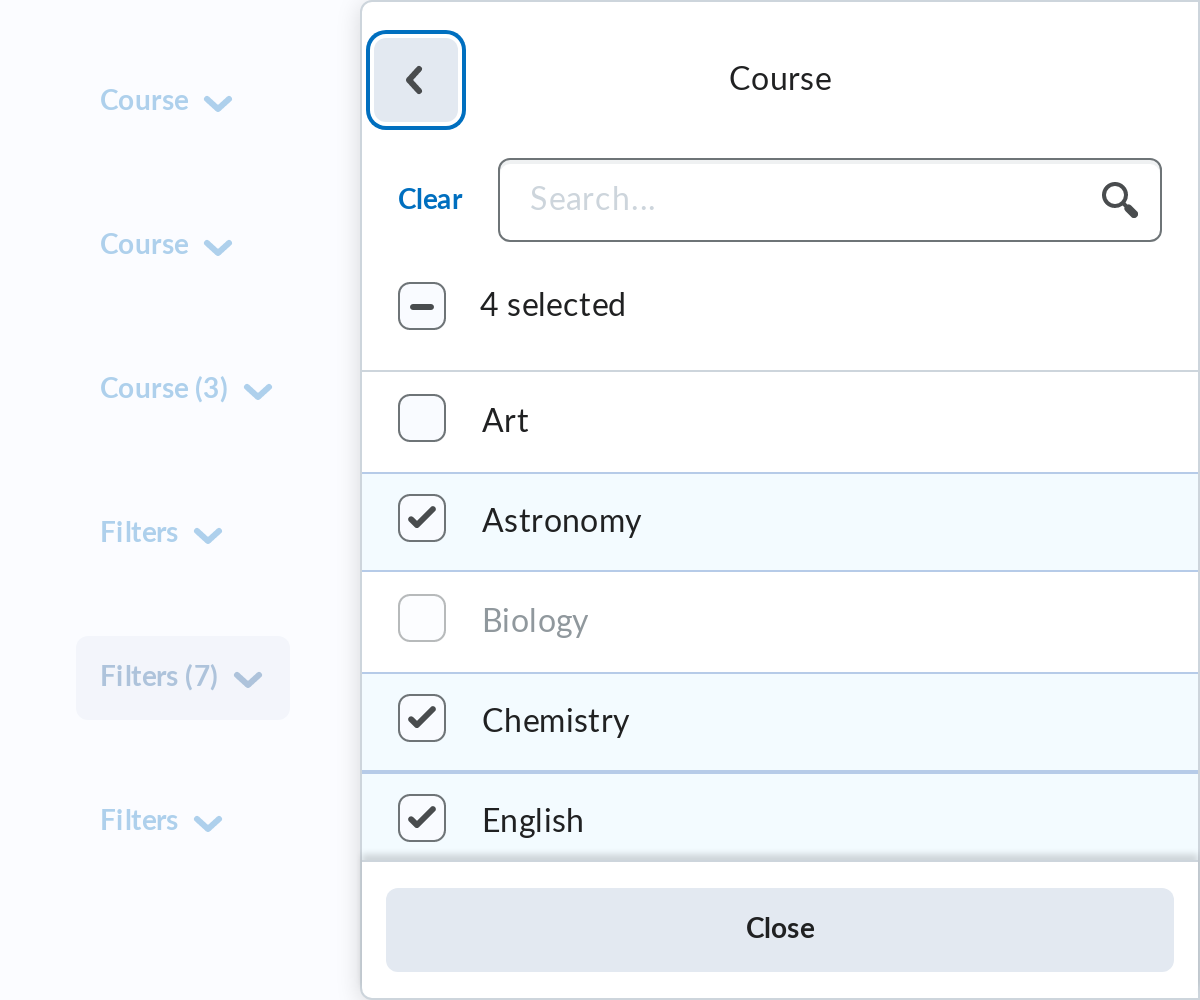 Course
Course
Course (3)
Filters
Filters (7)
Filters
Course
Clear
Search...
4 selected
Art
Astronomy
Biology
Chemistry
English
Close